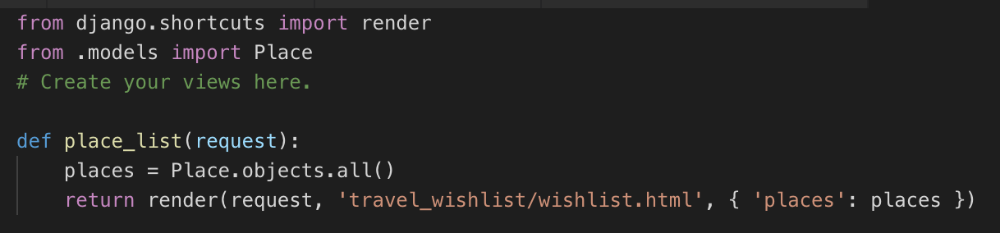 from django.shortcuts import render
from .models import Place
# Create your views here.
def place_list(request):
    places = Place.objects.all()
    return render(request, 'travel_wishlist/wishlist.html', { 'places': places })